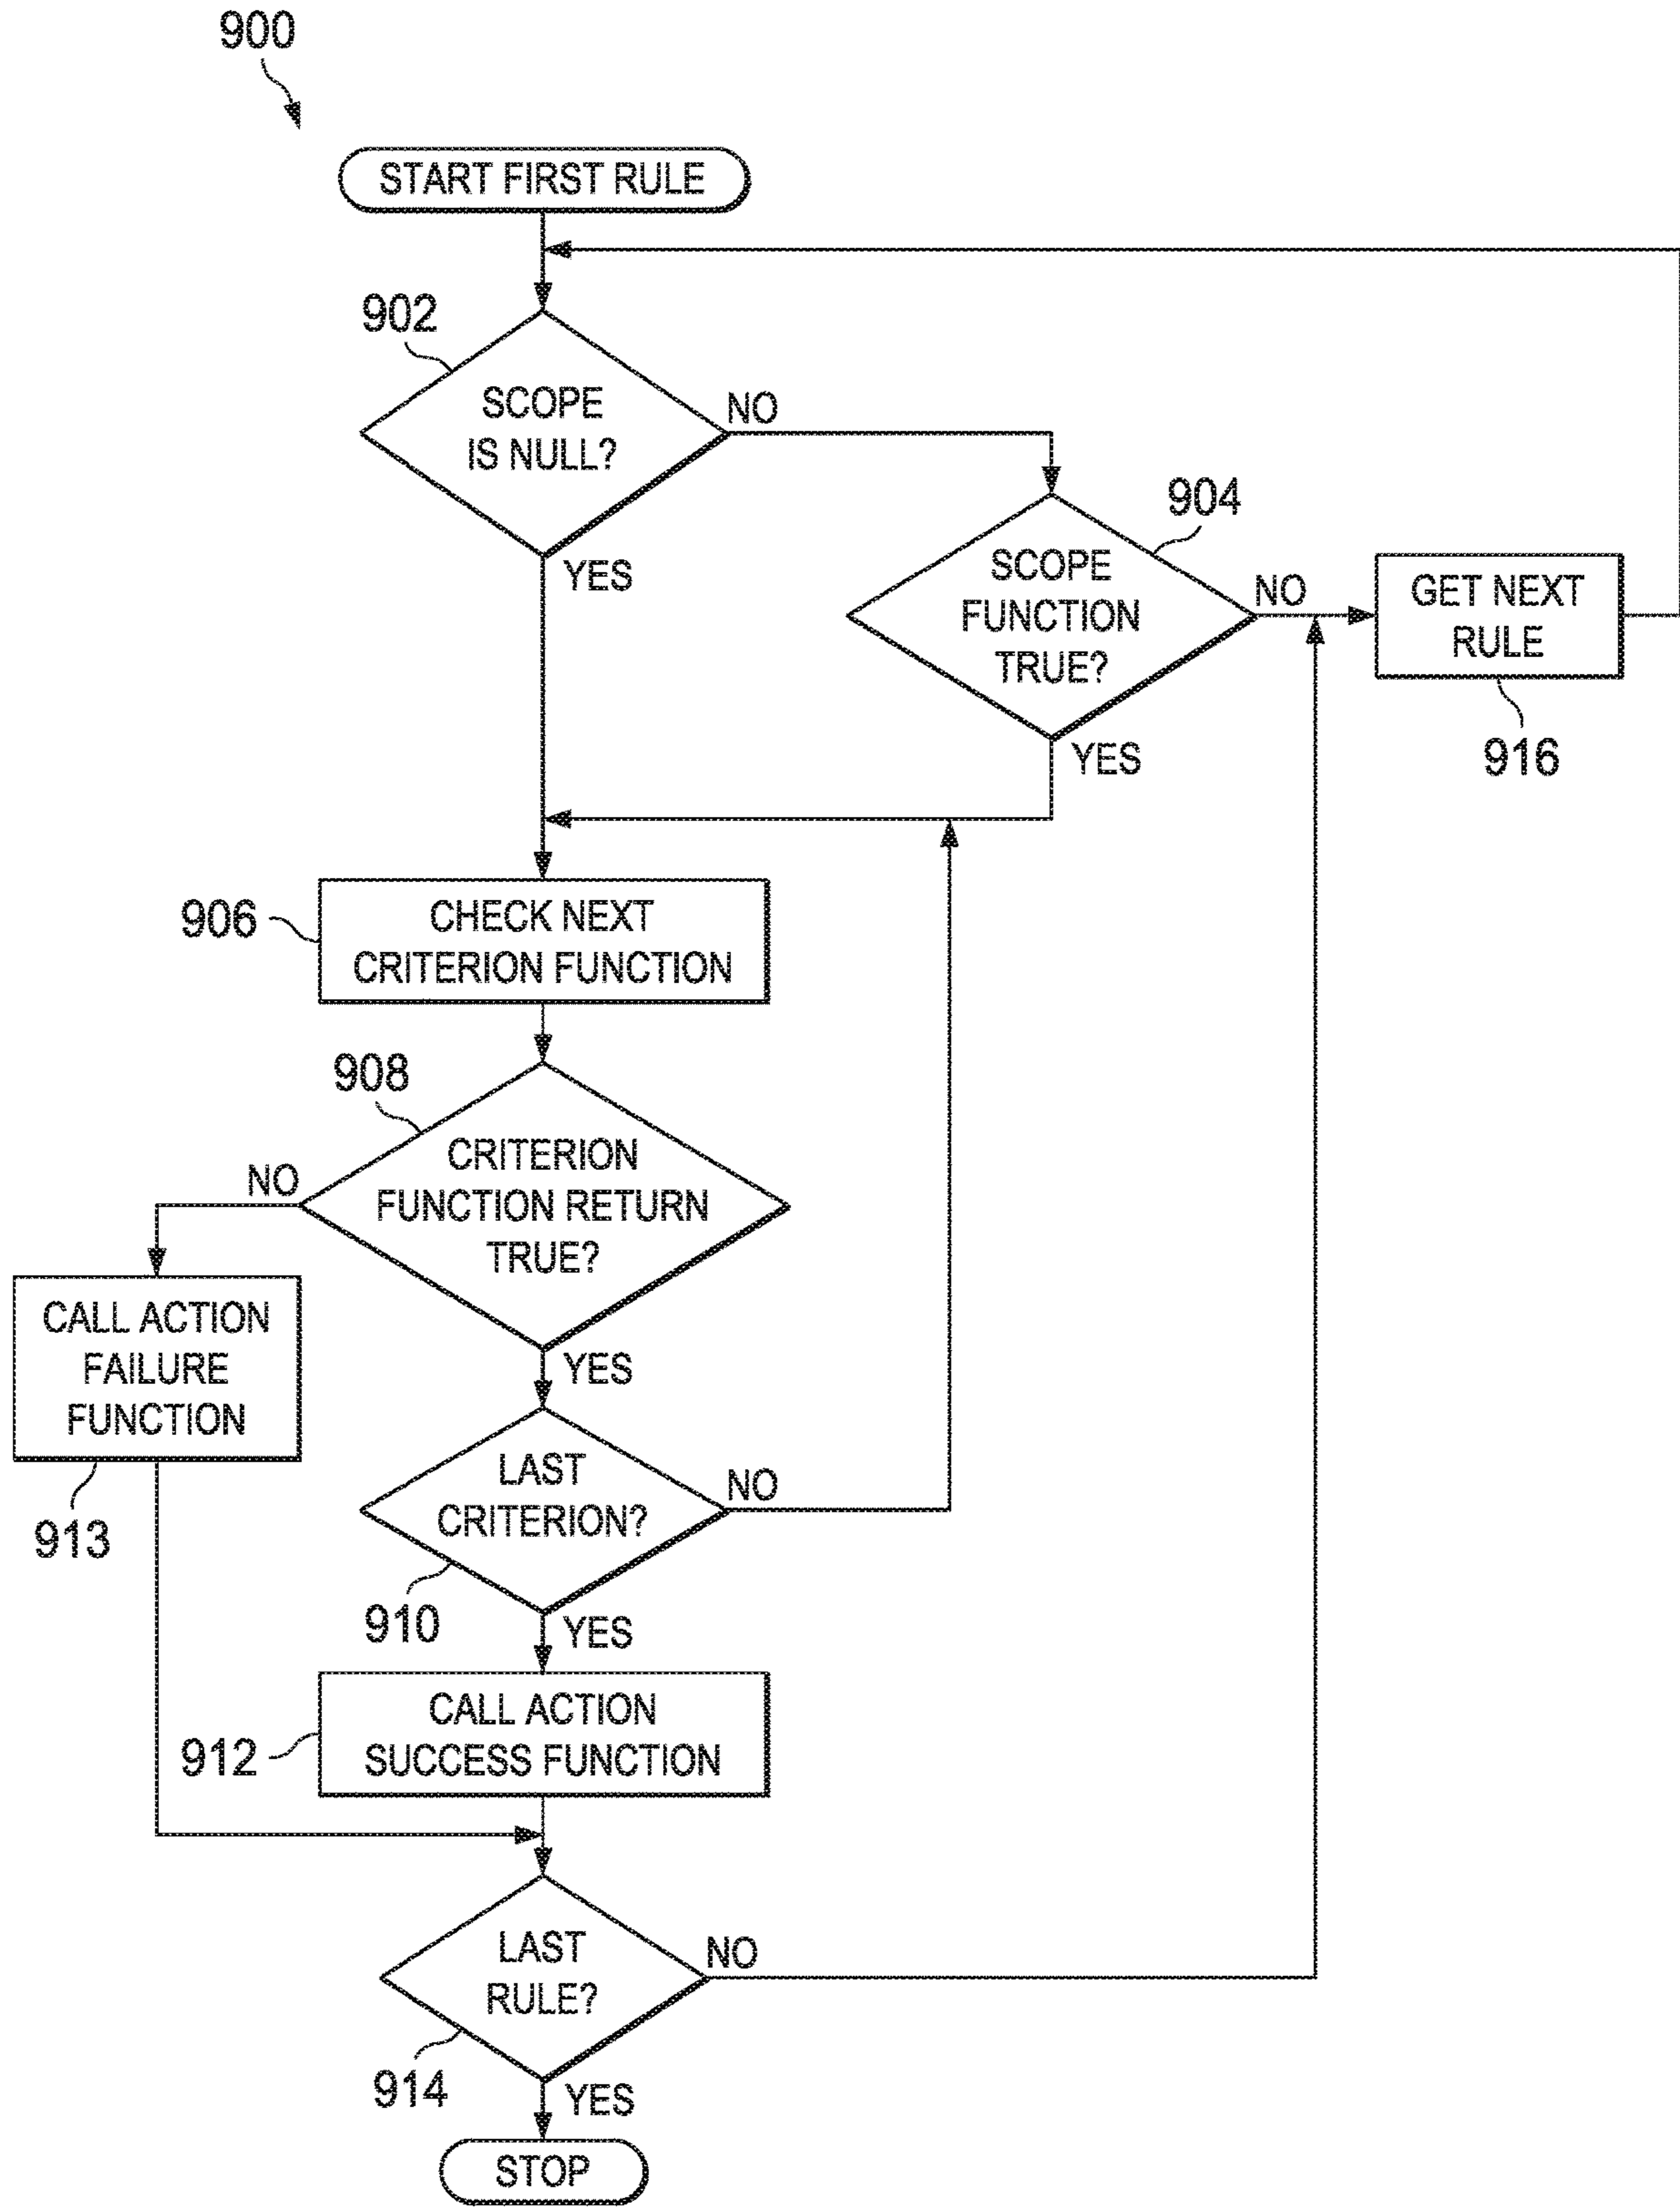 900
START FIRST RULE
902
SCOPE
IS NULL?
NO
YES
904
SCOPE
FUNCTION
TRUE?
NO
YES
GET NEXT
RULE
916
906
CHECK NEXT
CRITERION FUNCTION
908
CRITERION
FUNCTION RETURN
TRUE?
NO
YES
CALL ACTION
FAILURE
FUNCTION
913
LAST
CRITERION?
NO
910
YES
CALL ACTION
SUCCESS FUNCTION
912
LAST
RULE?
NO
914
YES
STOP